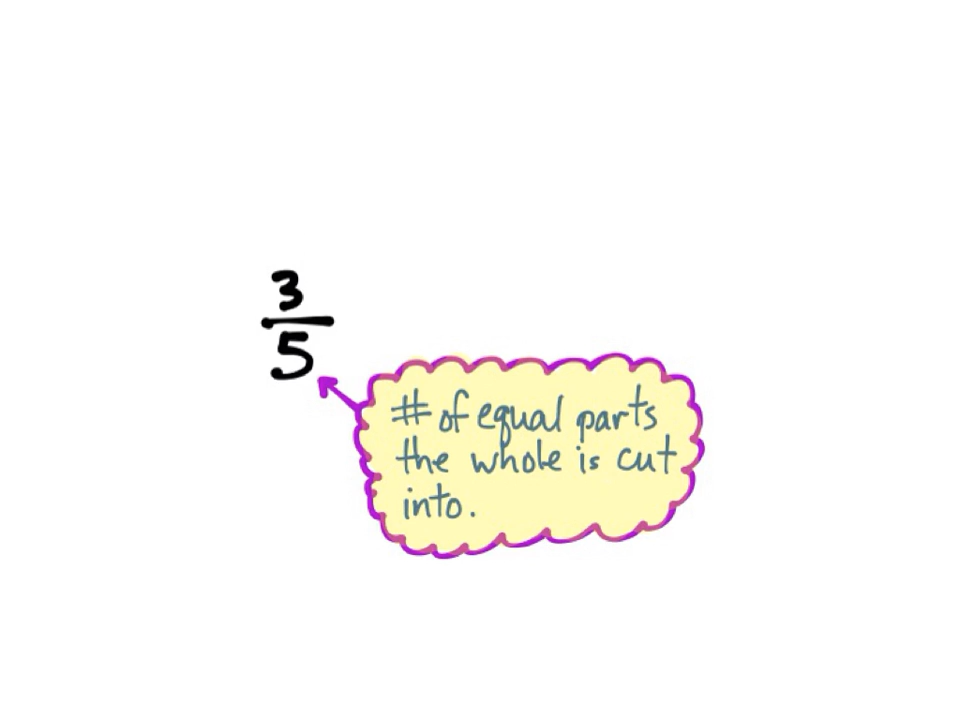 3
5
# of equal parts
the whole is cut
into.